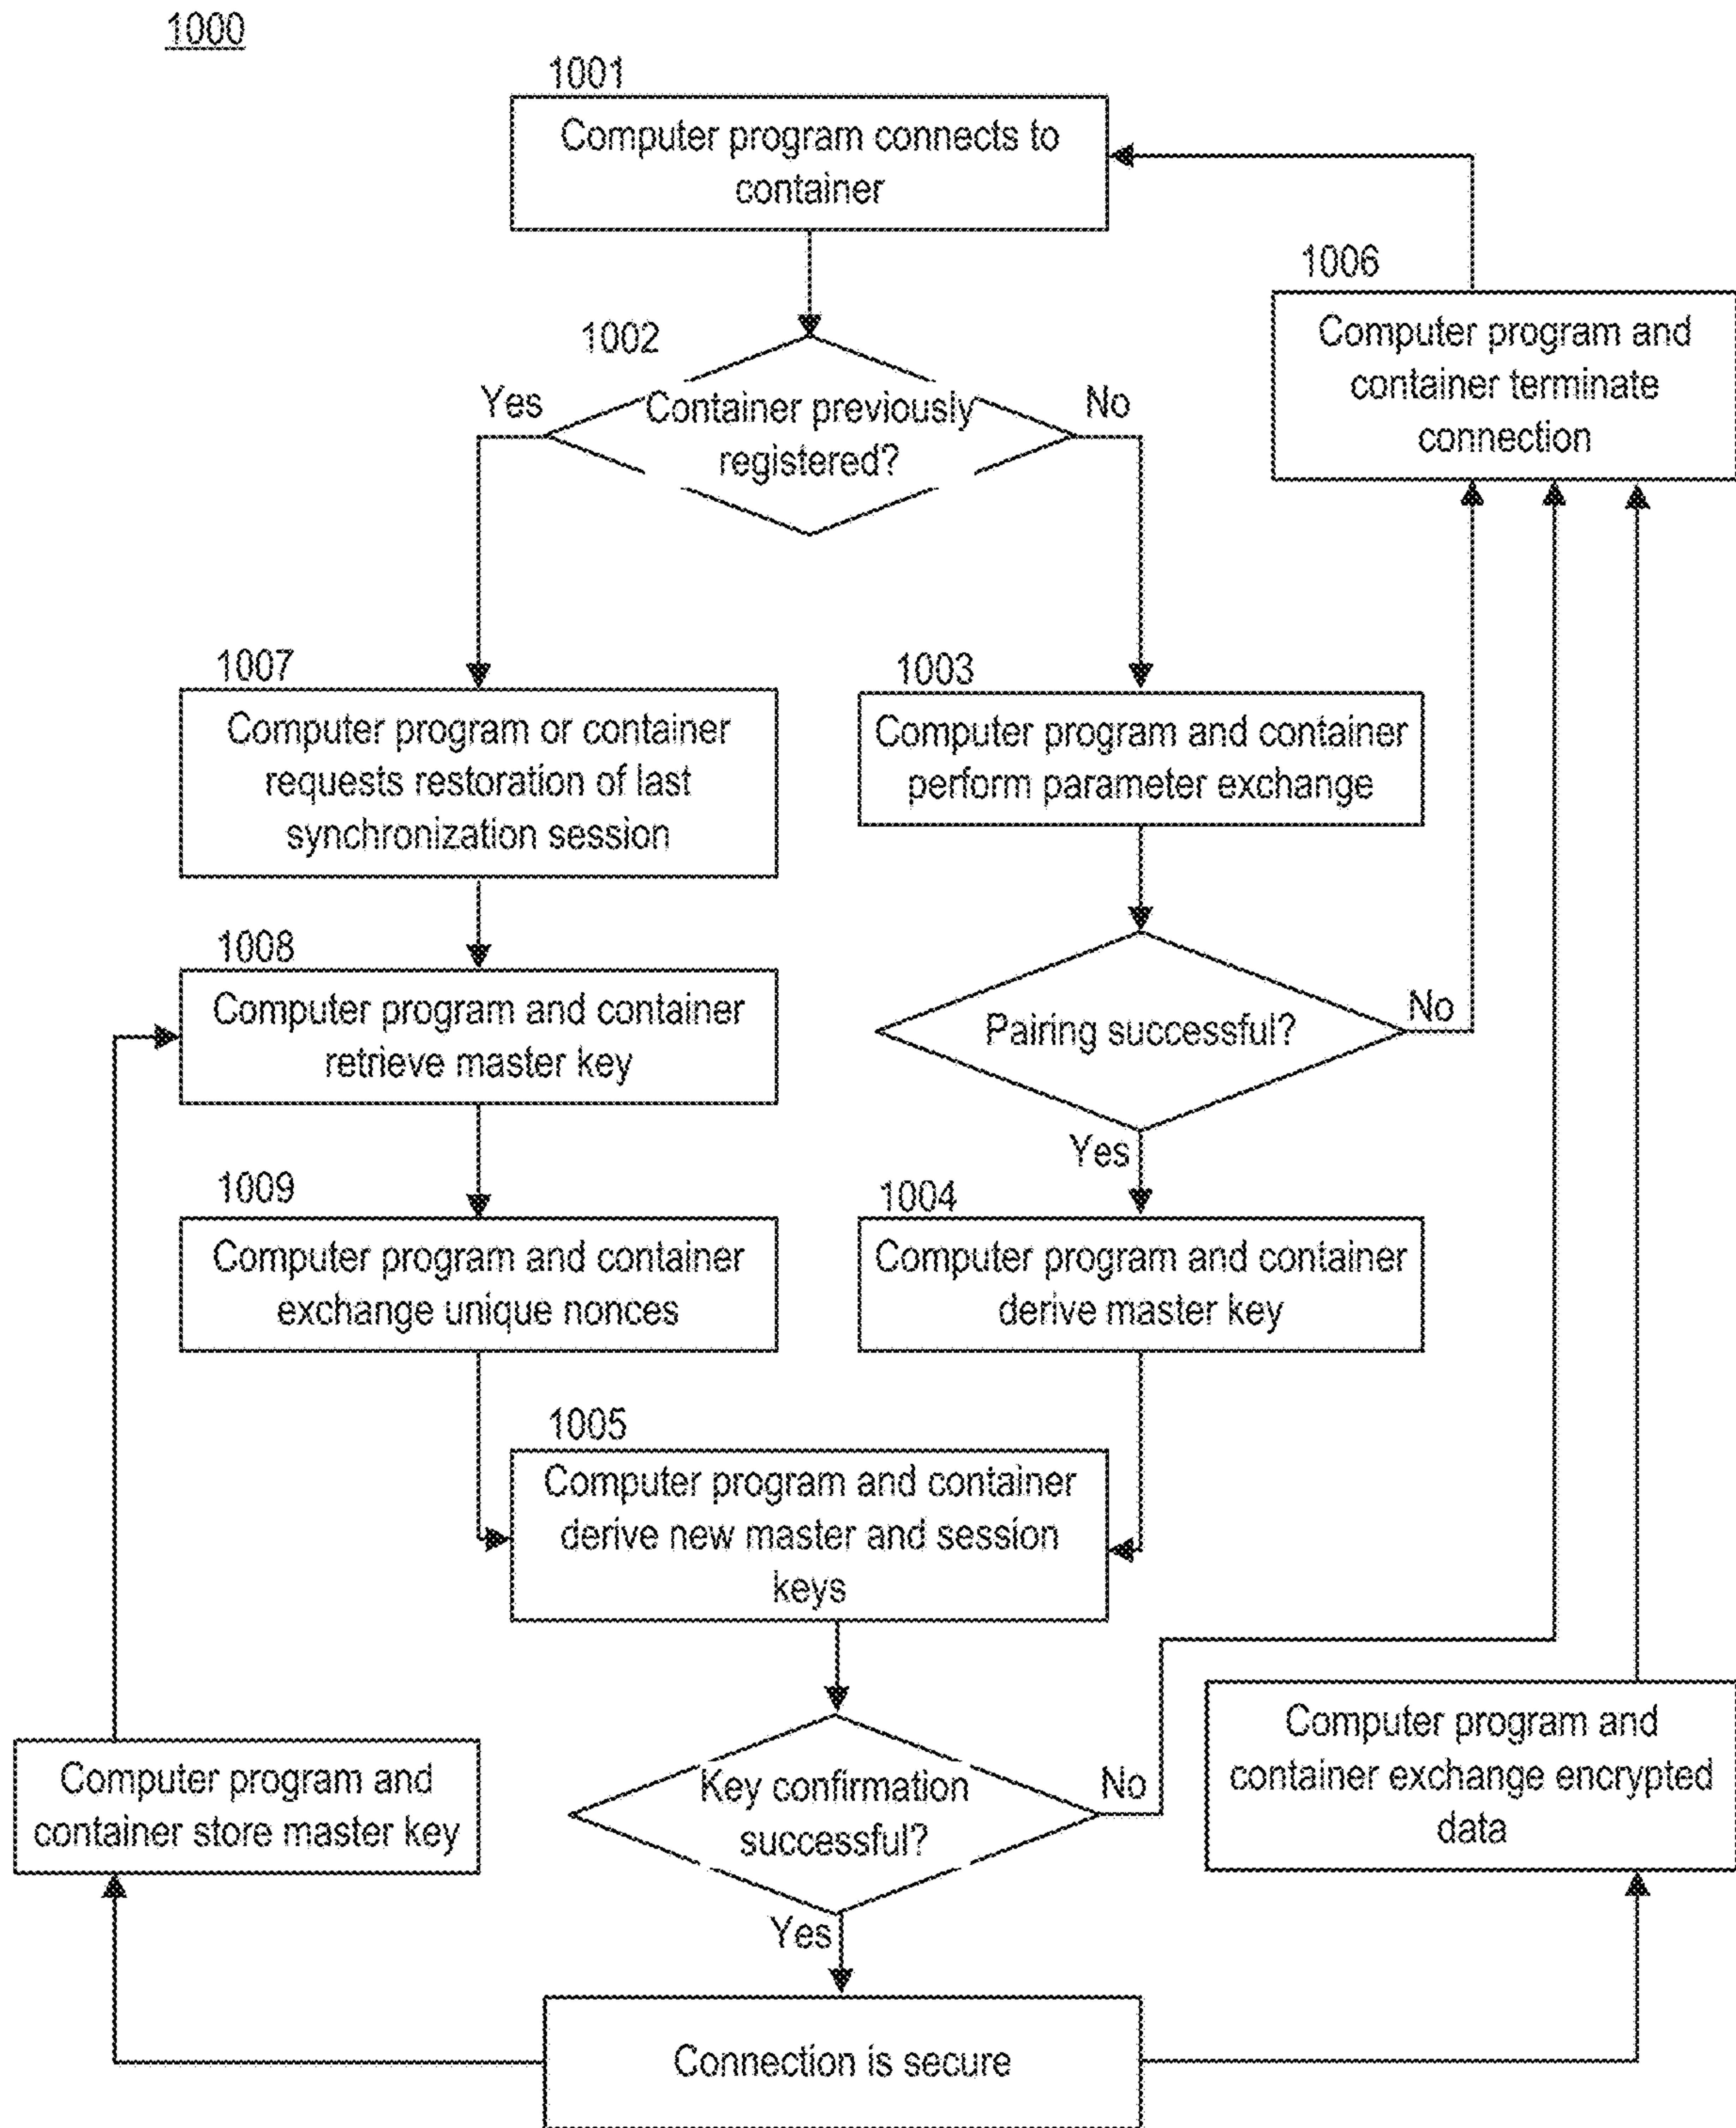 1000
1001
Computer program connects to
container
1006
Computer program and
container terminate
connection
1002
Yes
No
Container previously
registered?
1007
Computer program or container
requests restoration of last
synchronization session
1003
Computer program and container
perform parameter exchange
1008
Computer program and container
retrieve master key
Pairing successful?
No
Yes
1009
Computer program and container
exchange unique nonces
1004
Computer program and container
derive master key
1005
Computer program and container
derive new master and session
keys
Computer program and
container store master key
Key confirmation
successful?
No
Yes
Computer program and
container exchange encrypted
data
Connection is secure